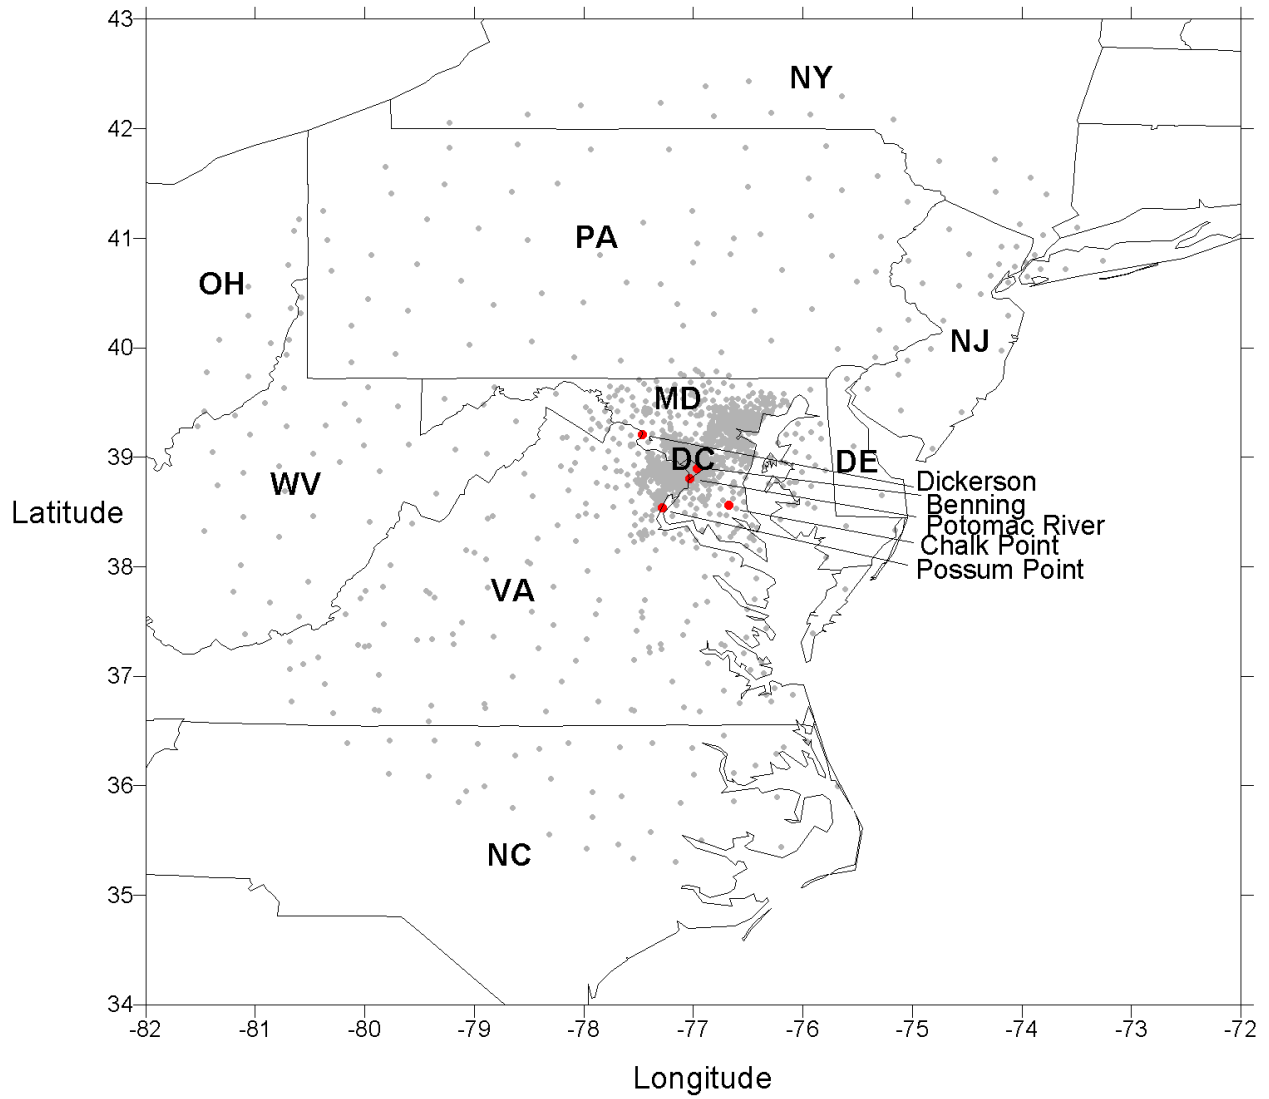 43
NY
42
PA
41
OH
NJ
40
MD
39
DC
DE
WV
Dickerson
Latitude
Benning
Potomac River
Chalk Point
38
Possum Point
VA
37
36
NC
35
34
-82 -81 -80 -79 -78 -77 -76 -75 -74 -73 -72
Longitude